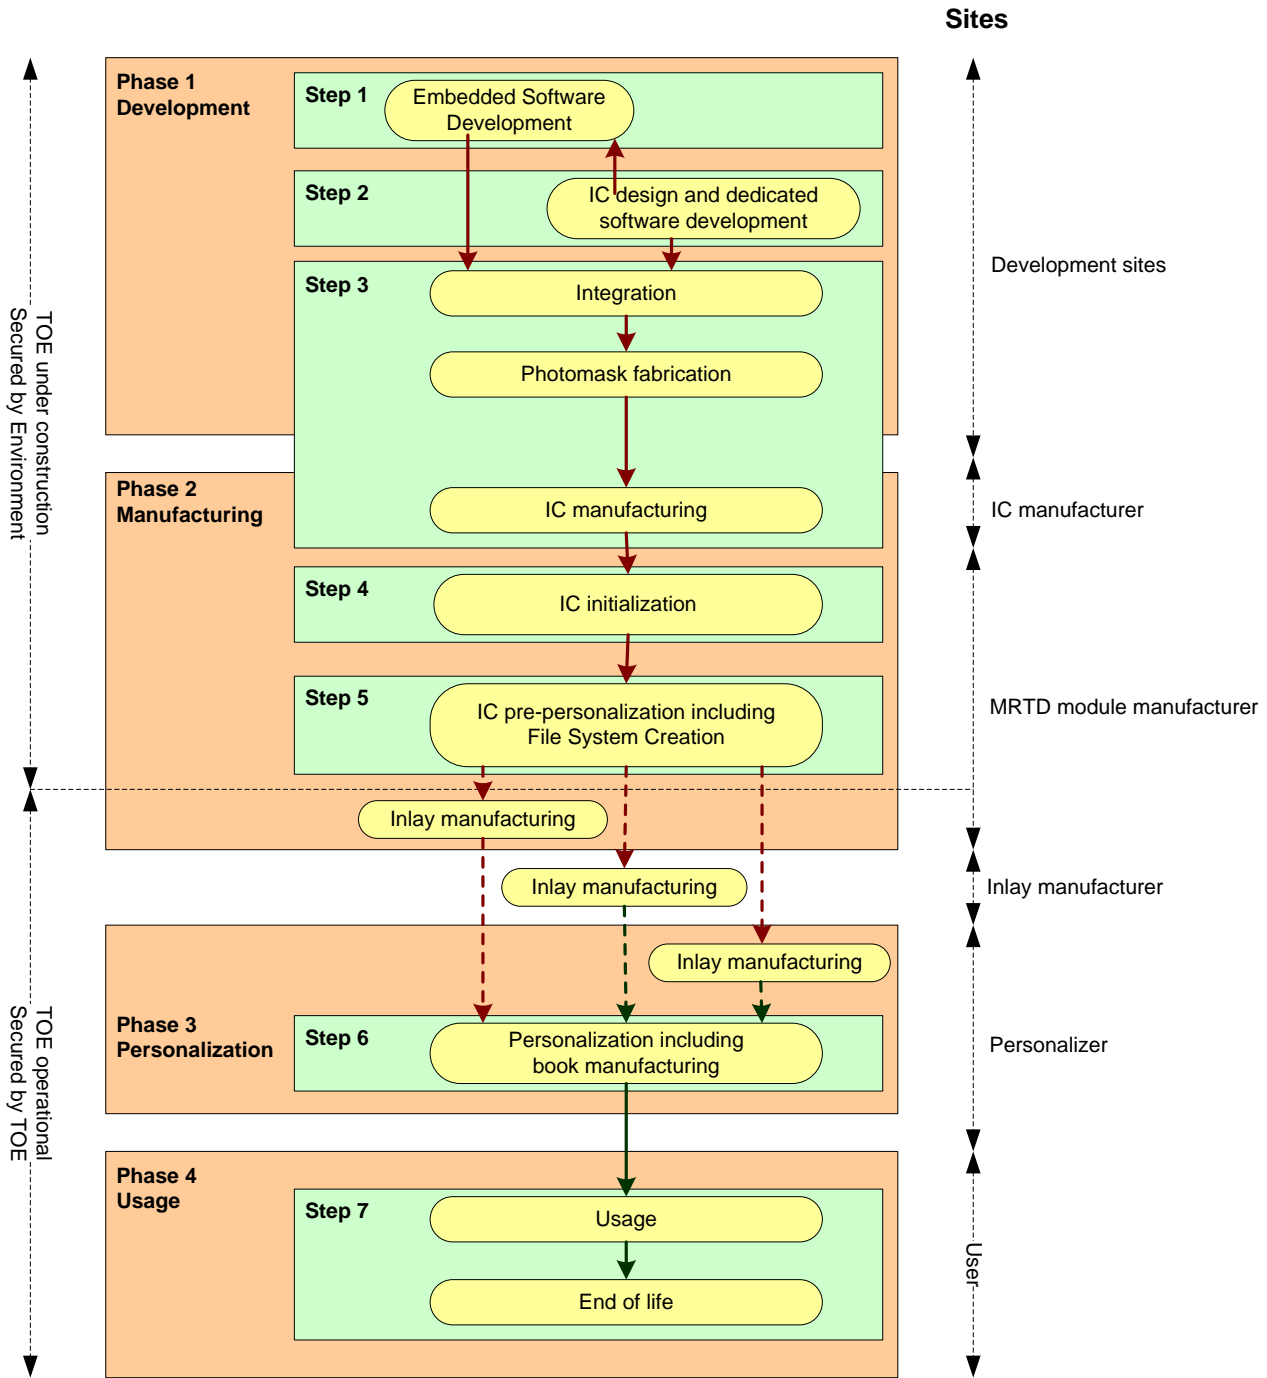 Sites
Phase 1
Development
Step 1
Embedded Software
Development
Step 2
IC design and dedicated
software development
Step 3
Integration
Development sites
Photomask fabrication
TOE under construction
Secured by Environment
Phase 2
Manufacturing
IC manufacturing
IC manufacturer
Step 4
IC initialization
Step 5
IC pre-personalization including
File System Creation
MRTD module manufacturer
Inlay manufacturing
Inlay manufacturing
Inlay manufacturer
Inlay manufacturing
TOE operational
Secured by TOE
Phase 3
Personalization
Step 6
Personalization including
book manufacturing
Personalizer
Phase 4
Usage
Step 7
Usage
User
End of life